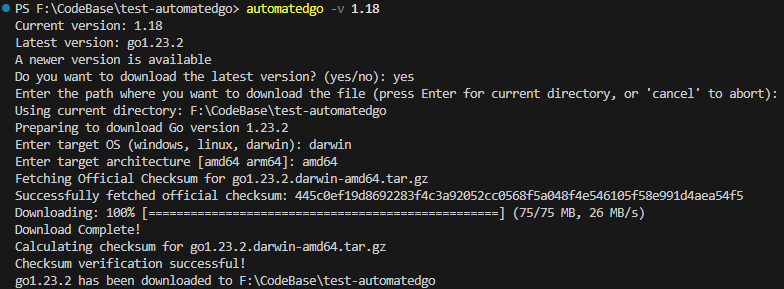 PS F:\CodeBase\test-automatedgo> automatedgo -v 1.18
Current version: 1.18
Latest version: go1.23.2
A newer version is available
Do you want to download the latest version? (yes/no): yes
Enter the path where you want to download the file (press Enter for current directory, or 'cancel' to abort):
Using current directory: F:\CodeBase\test-automatedgo
Preparing to download Go version 1.23.2
Enter target OS (windows, linux, darwin): darwin
Enter target architecture [amd64 arm64]: amd64
Fetching Official Checksum for go1.23.2.darwin-amd64.tar.gz
Successfully fetched official checksum: 445c0ef19d8692283f4c3a92052cc0568f5a048f4e546105f58e991d4aea54f5
Downloading: 100% [==================================================] (75/75 MB, 26 MB/s)
Download Complete!
Calculating checksum for go1.23.2.darwin-amd64.tar.gz
Checksum verification successful!
go1.23.2 has been downloaded to F:\CodeBase\test-automatedgo